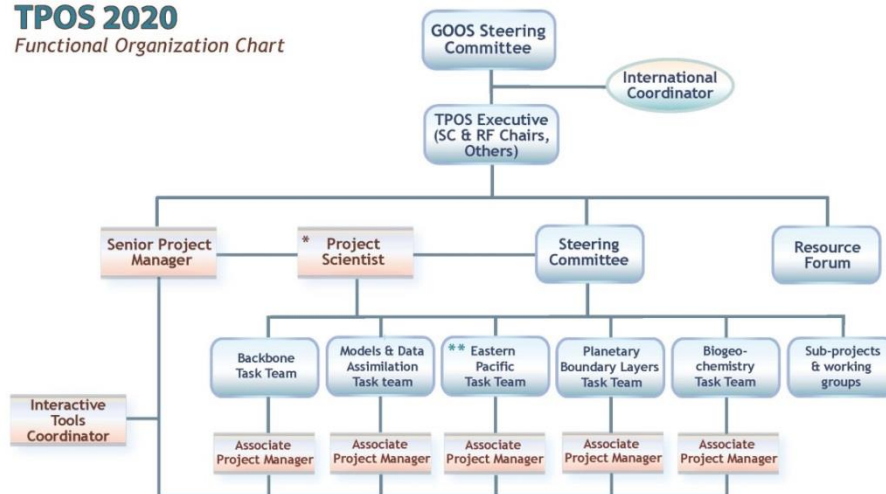 TPOS 2020
Functional Organization Chart
GOOS Steering
Committee
International
Coordinator
TPOS Executive
(SC & RF Chairs,
Others)
Senior Project
Manager
* Project
Scientist
Steering
Committee
Resource
Forum
Backbone
Task Team
Models & Data
Assimilation
Task team
** Eastern
Pacific
Task Team
Planetary
Boundary Layers
Task Team
Biogeo-
chemistry
Task Team
Sub-projects
& working
groups
Interactive
Tools
Coordinator
Associate
Project Manager
Associate
Project Manager
Associate
Project Manager
Associate
Project Manager
Associate
Project Manager